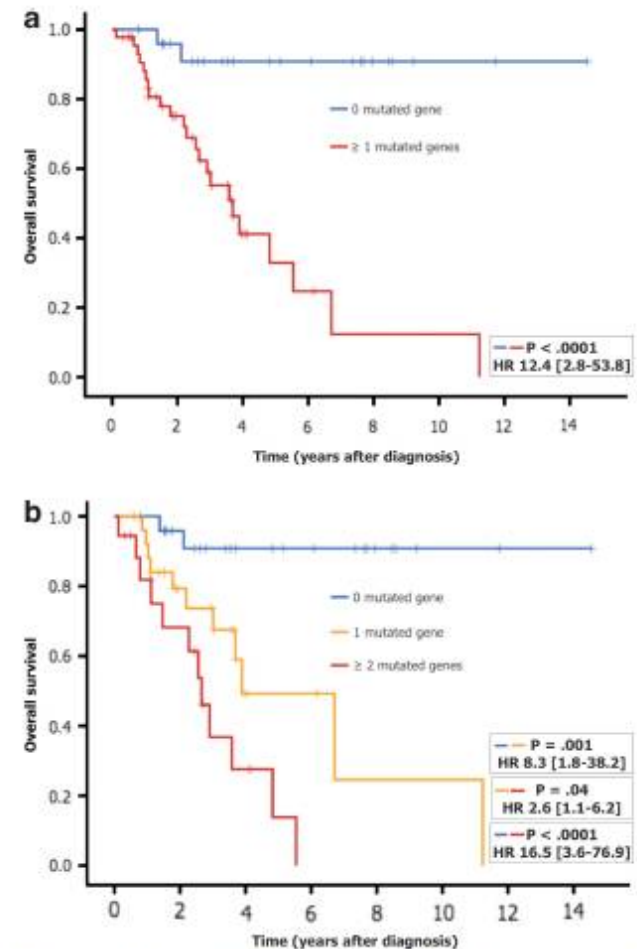 a
1.0
0.8
0.6
0.4
0.2
0.0
Overall survival
0 mutated gene
≥ 1 mutated genes
P < .0001
HR 12.4 [2.8-53.8]
0 2 4 6 8 10 12 14
Time (years after diagnosis)
b
1.0
0.8
0.6
0.4
0.2
0.0
Overall survival
0 mutated gene
1 mutated gene
≥ 2 mutated genes
P = .001
HR 8.3 [1.8-38.2]
P = .04
HR 2.6 [1.1-6.2]
P < .0001
HR 16.5 [3.6-76.9]
0 2 4 6 8 10 12 14
Time (years after diagnosis)